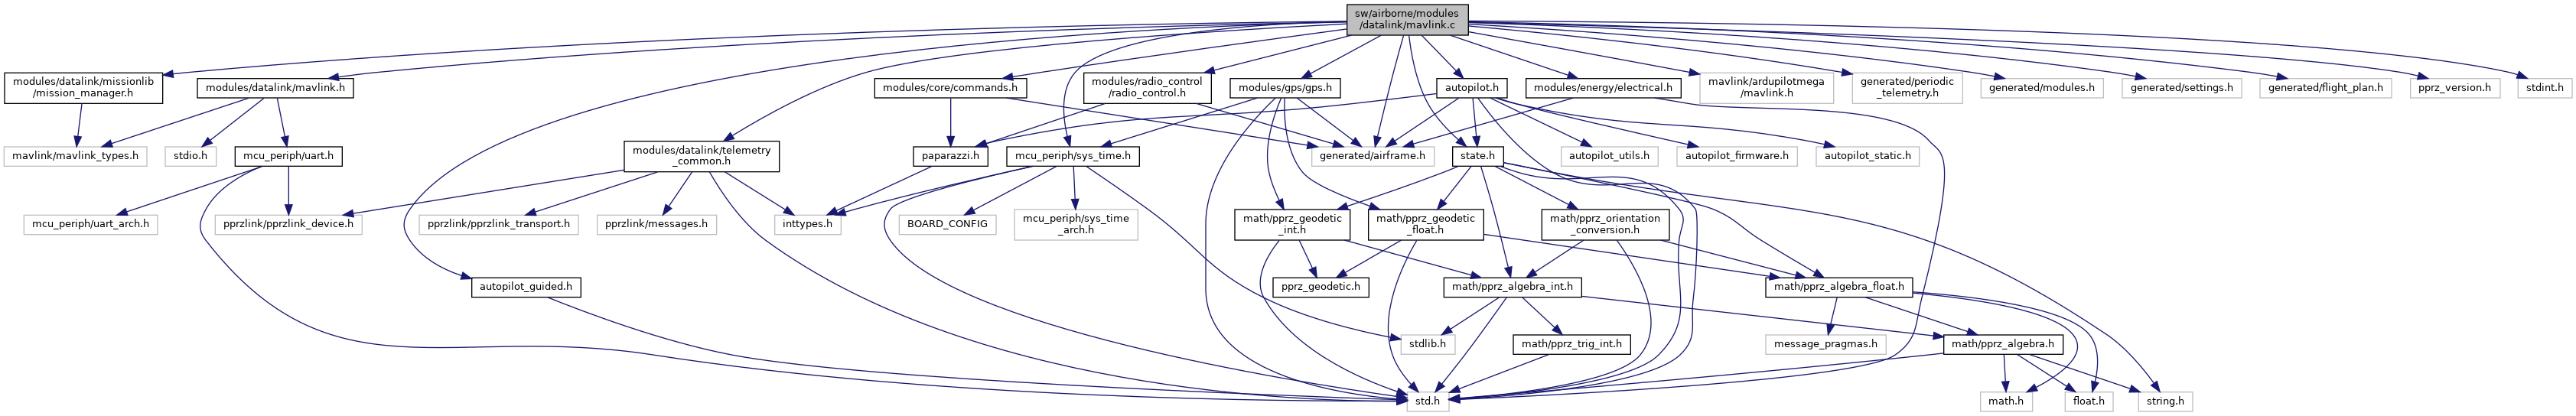 sw/airborne/modules
/datalink/mavlink.c
modules/datalink/missionlib
/mission_manager.h
modules/datalink/mavlink.h
modules/core/commands.h
modules/radio_control
/radio_control.h
modules/gps/gps.h
autopilot.h
modules/energy/electrical.h
mavlink/ardupilotmega
/mavlink.h
generated/periodic
_telemetry.h
generated/modules.h
generated/settings.h
generated/flight_plan.h
pprz_version.h
stdint.h
mavlink/mavlink_types.h
stdio.h
mcu_periph/uart.h
modules/datalink/telemetry
_common.h
paparazzi.h
mcu_periph/sys_time.h
generated/airframe.h
state.h
autopilot_utils.h
autopilot_firmware.h
autopilot_static.h
mcu_periph/uart_arch.h
pprzlink/pprzlink_device.h
pprzlink/pprzlink_transport.h
pprzlink/messages.h
inttypes.h
BOARD_CONFIG
mcu_periph/sys_time
_arch.h
math/pprz_geodetic
_int.h
math/pprz_geodetic
_float.h
math/pprz_orientation
_conversion.h
autopilot_guided.h
pprz_geodetic.h
math/pprz_algebra_int.h
math/pprz_algebra_float.h
stdlib.h
math/pprz_trig_int.h
message_pragmas.h
math/pprz_algebra.h
std.h
math.h
float.h
string.h